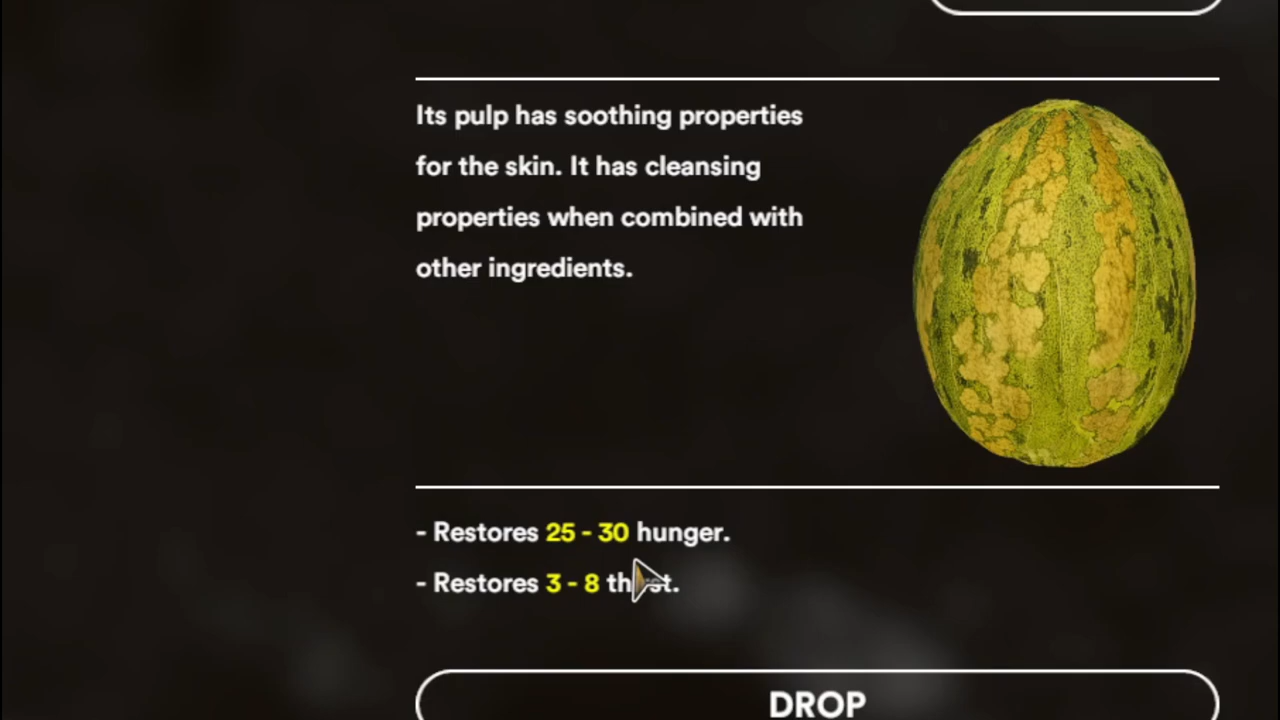 Its pulp has soothing properties
for the skin. It has cleansing
properties when combined with
other ingredients.
- Restores 25 - 30 hunger.
- Restores 3 - 8
DROP